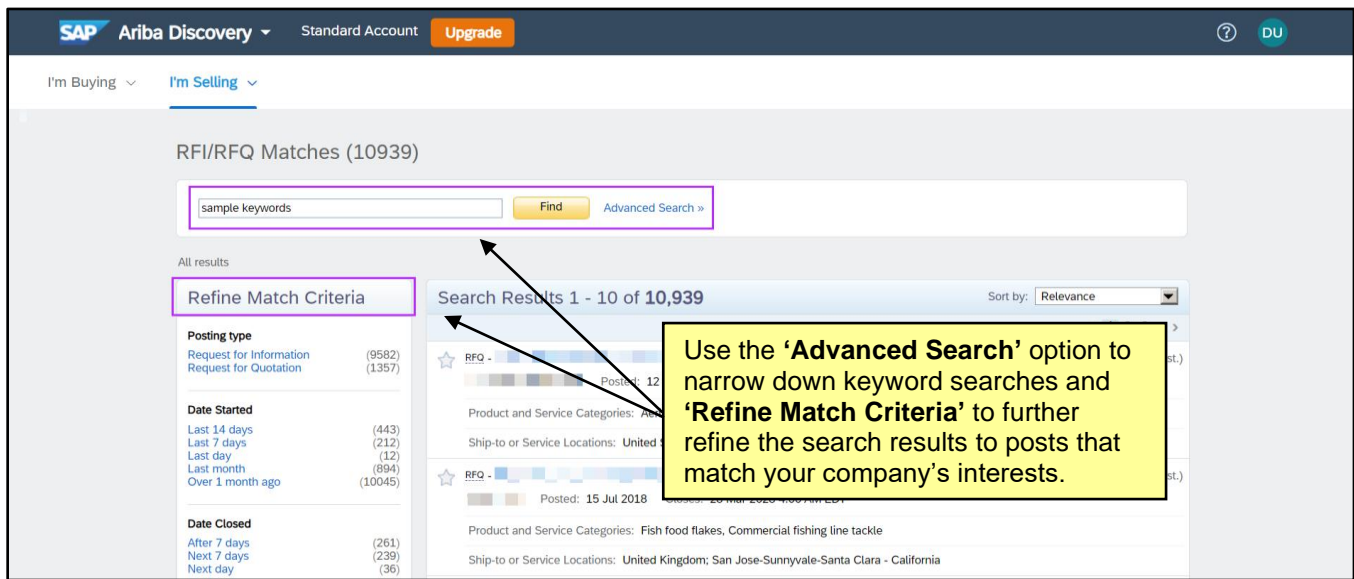 SAP Ariba Discovery Standard Account Upgrade DU
I'm Buying I'm Selling
RFI/RFQ Matches (10939)
sample keywords Find Advanced Search »
All results
Refine Match Criteria
Posting type
Request for Information (9582)
Request for Quotation (1357)
Date Started
Last 14 days (443)
Last 7 days (212)
Last day (12)
Last month (894)
Over 1 month ago (10045)
Date Closed
After 7 days (261)
Next 7 days (239)
Next day (36)
Search Results 1 - 10 of 10,939 Sort by: Relevance
RFQ - st.)
Posted: 12
Product and Service Categories:
Ship-to or Service Locations: United
RFQ - st.)
Posted: 15 Jul 2018
Product and Service Categories: Fish food flakes, Commercial fishing line tackle
Ship-to or Service Locations: United Kingdom; San Jose-Sunnyvale-Santa Clara - California
Use the ‘Advanced Search’ option to
narrow down keyword searches and
‘Refine Match Criteria’ to further
refine the search results to posts that
match your company’s interests.